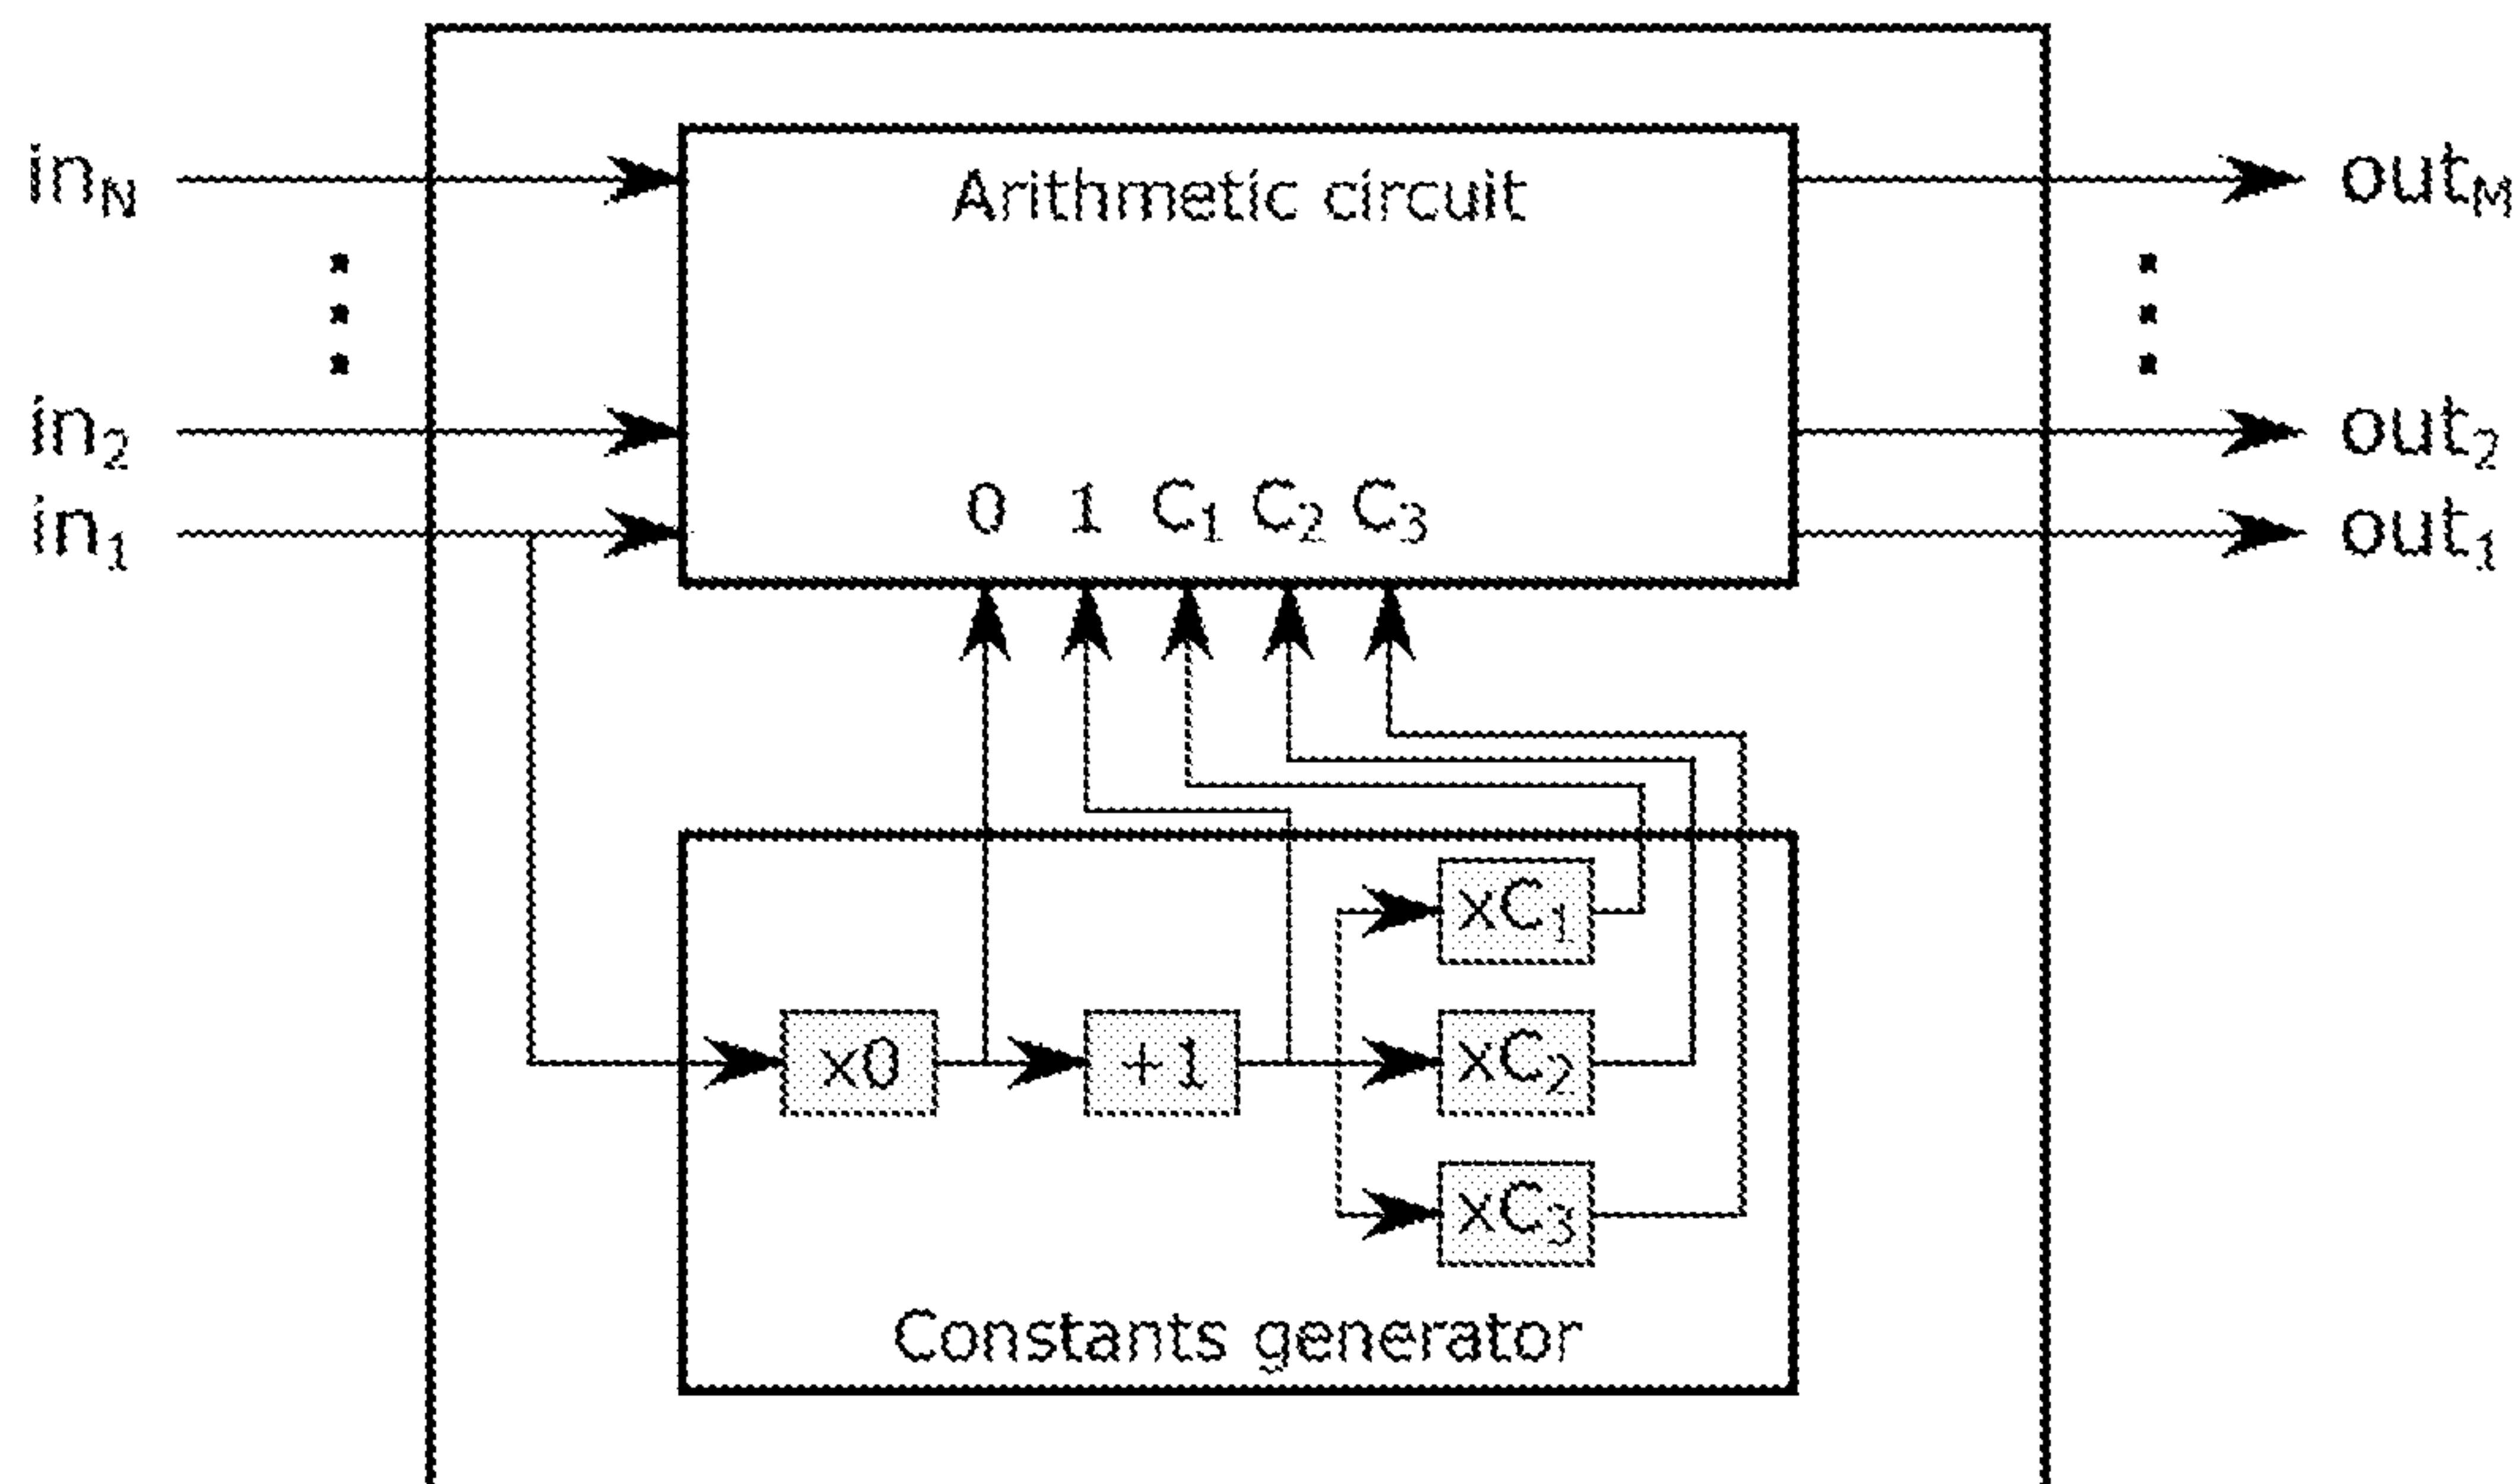 in_N
Arithmetic circuit
out_M
in_2
out_2
in_1
0 1 C_1 C_2 C_3
out_1
xC_1
x0
+1
xC_2
xC_3
Constants generator